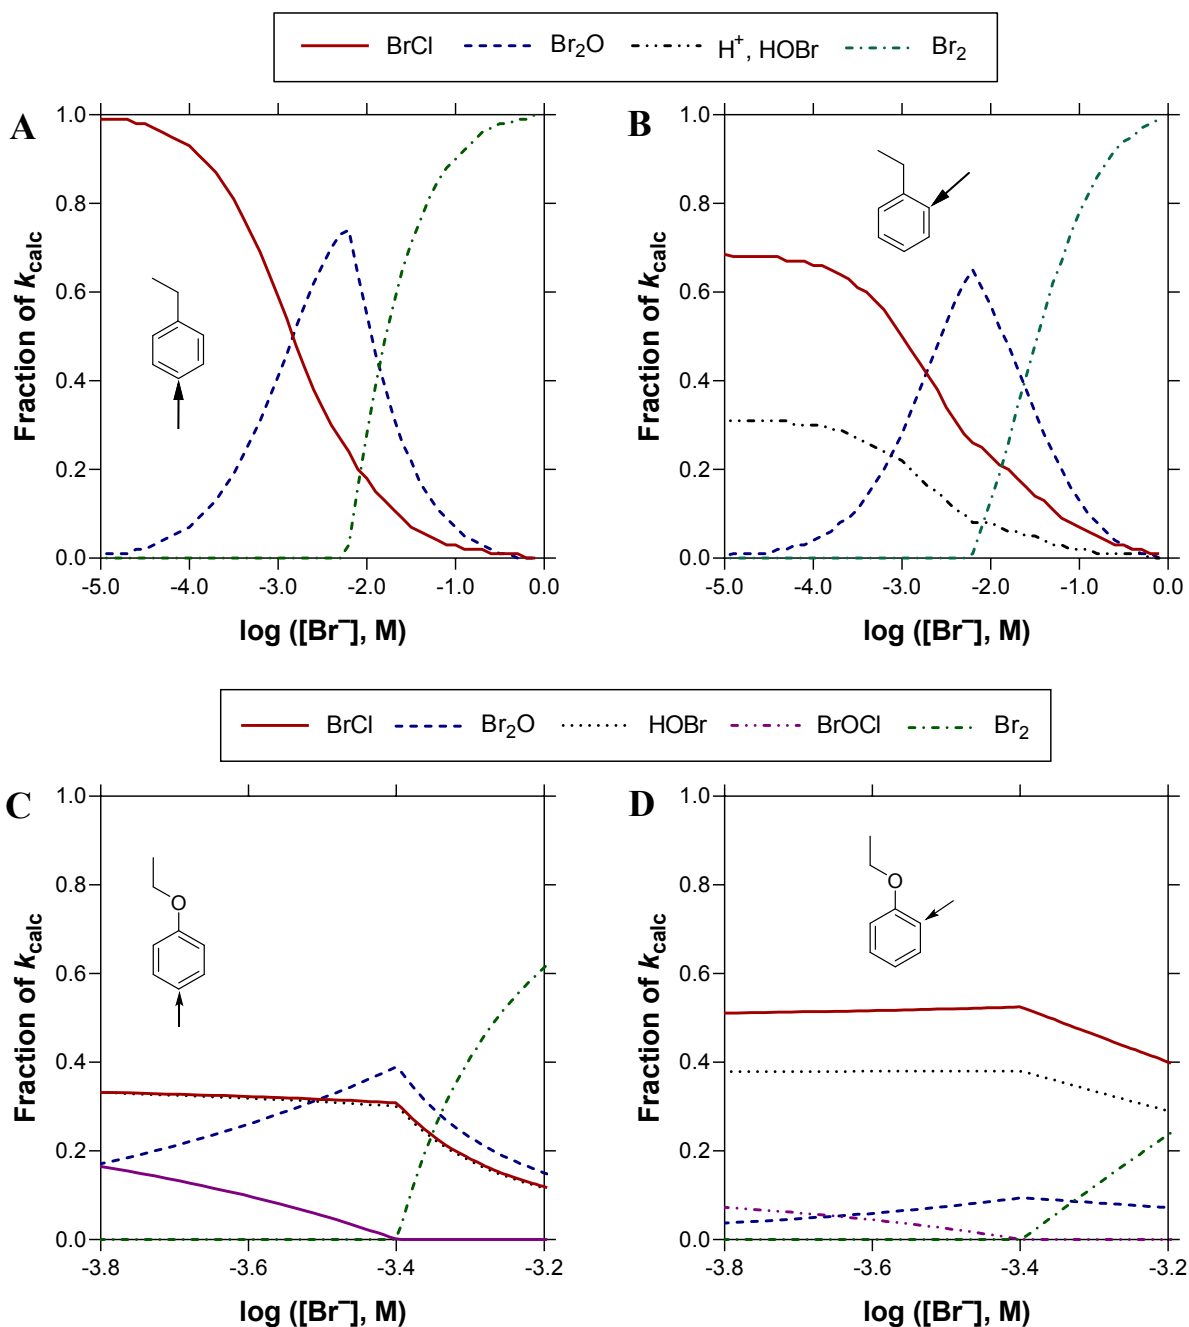 BrCl Br₂O H⁺, HOBr Br₂
A
B
Fraction of k_calc
1.0
0.8
0.6
0.4
0.2
0.0
-5.0 -4.0 -3.0 -2.0 -1.0 0.0
log ([Br⁻], M)
Fraction of k_calc
1.0
0.8
0.6
0.4
0.2
0.0
-5.0 -4.0 -3.0 -2.0 -1.0 0.0
log ([Br⁻], M)
BrCl Br₂O HOBr BrOCl Br₂
C
D
Fraction of k_calc
1.0
0.8
0.6
0.4
0.2
0.0
O
-3.8 -3.6 -3.4 -3.2
log ([Br⁻], M)
Fraction of k_calc
1.0
0.8
0.6
0.4
0.2
0.0
O
-3.8 -3.6 -3.4 -3.2
log ([Br⁻], M)